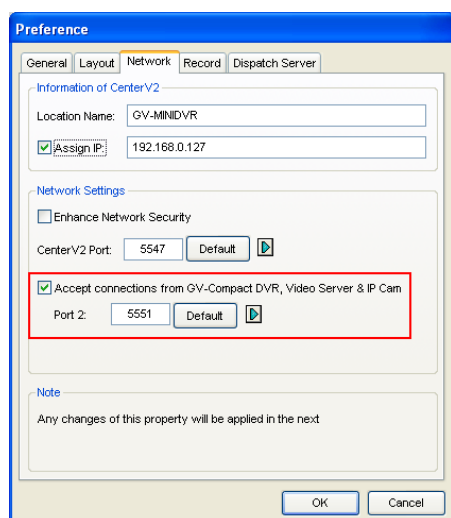 Preference
General Layout Network Record Dispatch Server
Information of CenterV2
Location Name: GV-MINIDVR
Assign IP: 192.168.0.127
Network Settings
Enhance Network Security
CenterV2 Port: 5547 Default
Accept connections from GV-Compact DVR, Video Server & IP Cam
Port 2: 5551 Default
Note
Any changes of this property will be applied in the next
OK Cancel